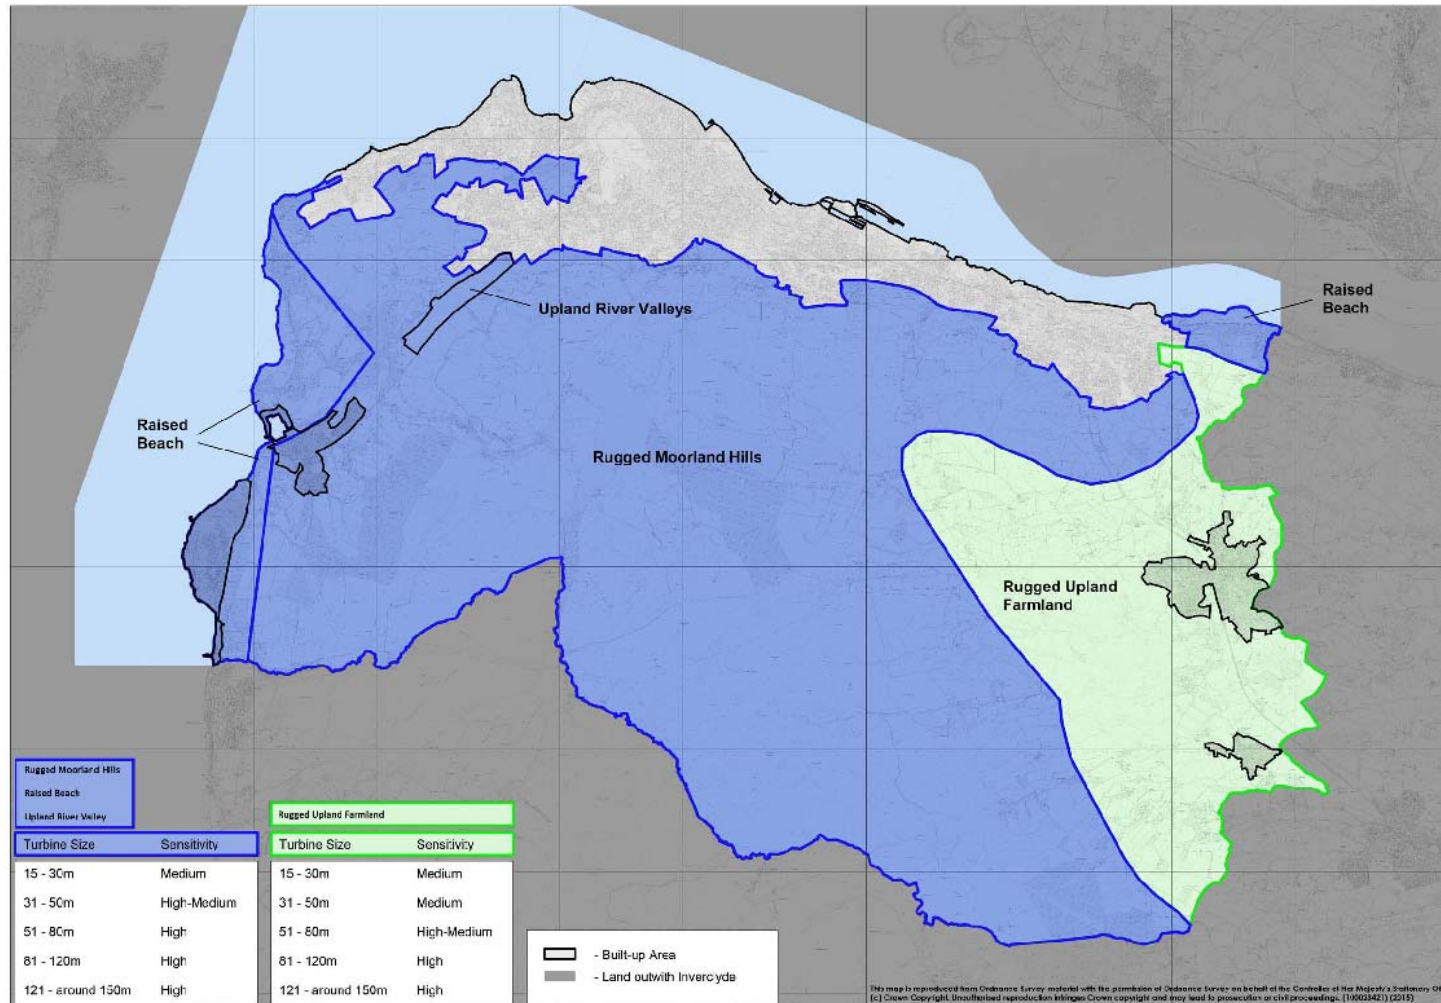 Raised
Beach
Upland River Valleys
Raised
Beach
Rugged Moorland Hills
Rugged Upland
Farmland
Rugged Moorland Hills
Raised Beach
Upland River Valley
Turbine Size Sensitivity
15 - 30m Medium
31 - 50m High-Medium
51 - 80m High
81 - 120m High
121 - around 150m High
Rugged Upland Farmland
Turbine Size Sensitivity
15 - 30m Medium
31 - 50m Medium
51 - 80m High-Medium
81 - 120m High
121 - around 150m High
- Built-up Area
- Land outwith Inverclyde
This map is reproduced from Ordnance Survey material with the permission of Ordnance Survey on behalf of the Controller of Her Majesty's Stationery Of
(c) Crown Copyright. Unauthorised reproduction infringes Crown copyright and may lead to prosecution or civil proceedings. (100023421) (2015)